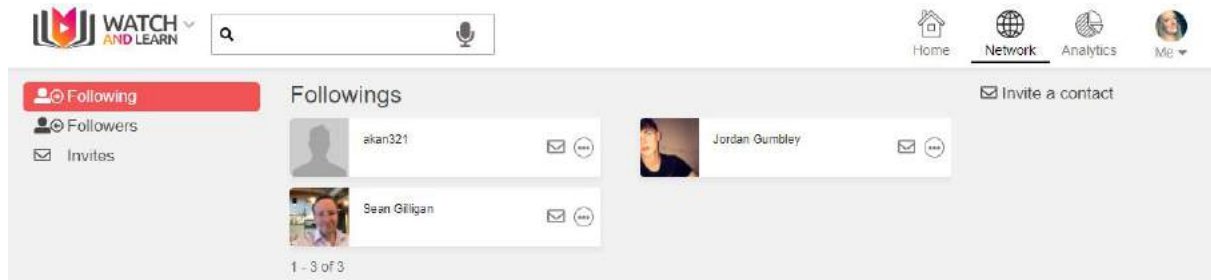 WATCH
AND LEARN
Home
Network
Analytics
Me
Following
Followers
Invites
Followings
Invite a contact
akan321
Jordan Gumbley
Sean Gilligan
1 - 3 of 3